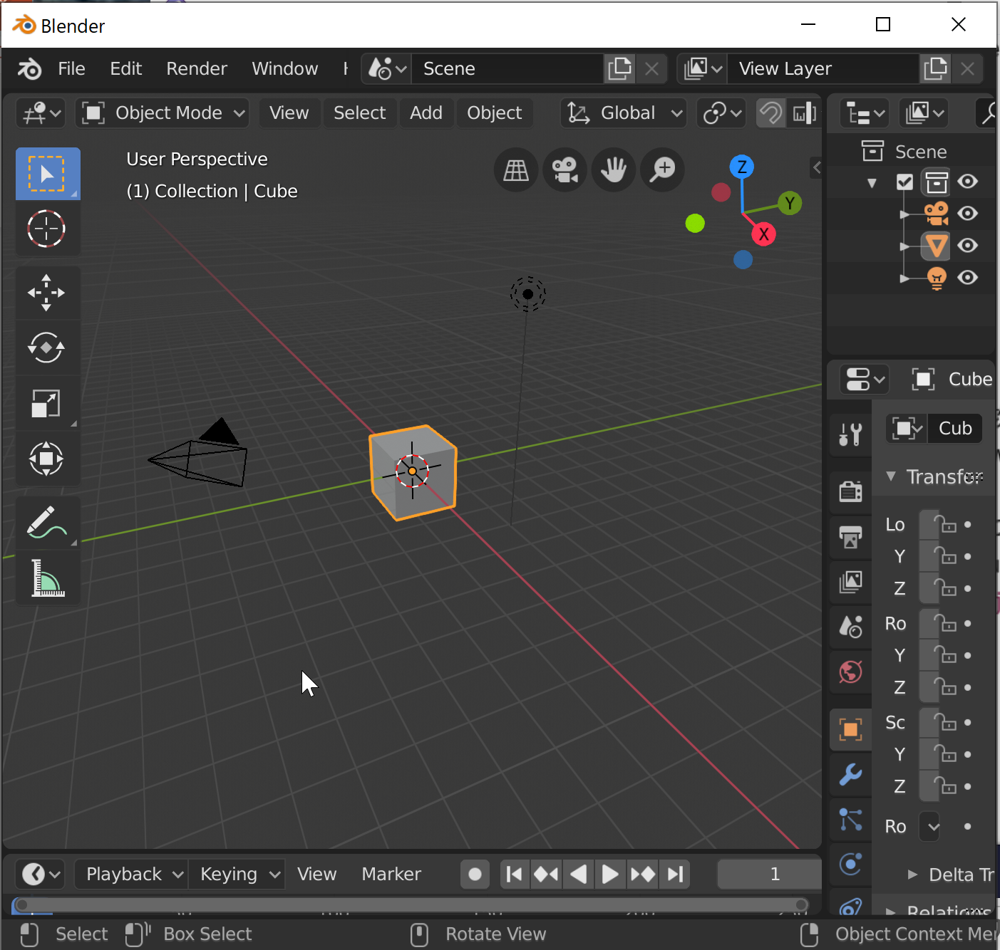 Blender
File Edit Render Window Scene View Layer
Object Mode View Select Add Object Global
User Perspective
(1) Collection | Cube
Z
Y
X
Scene
Cube
Cub
Transfor
Lo
Y
Z
Ro
Y
Z
Sc
Y
Z
Ro
Delta Tr
Relations
Playback Keying View Marker 1
Select Box Select Rotate View Object Context Me